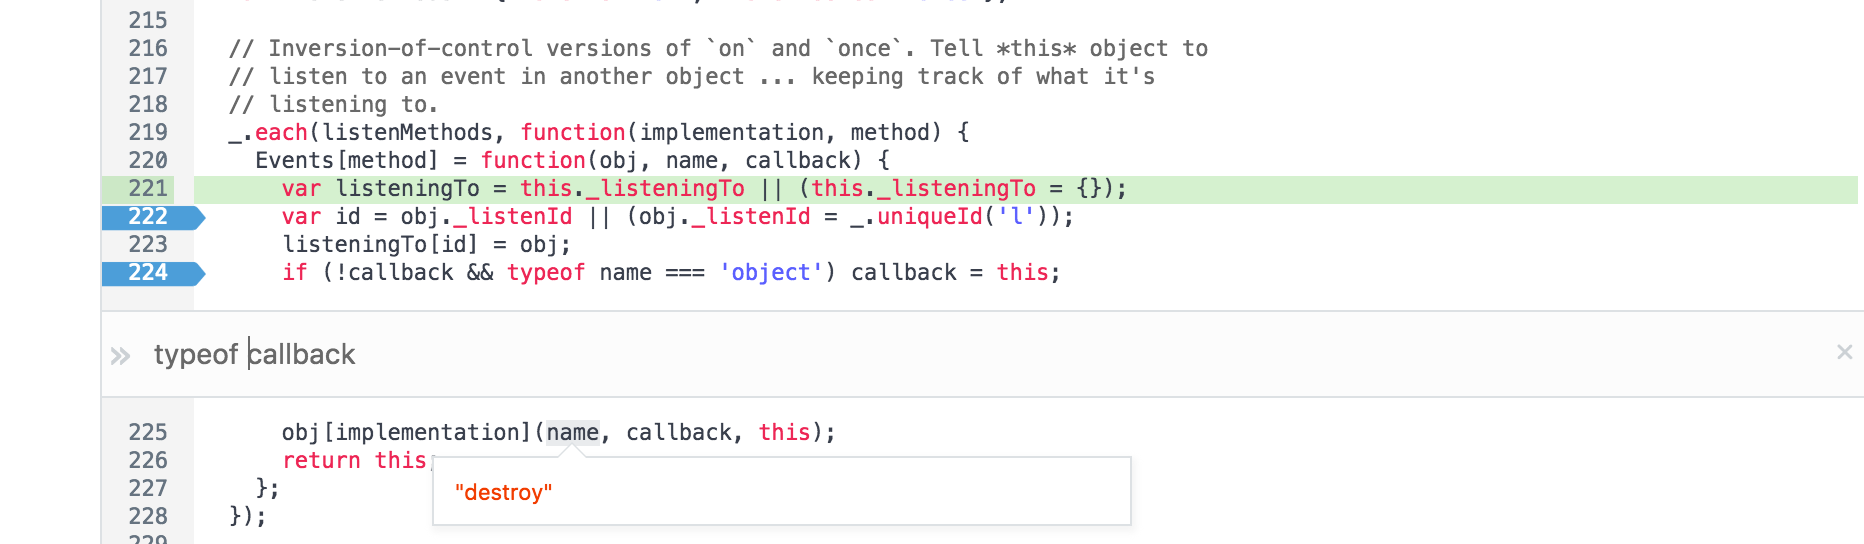 215
216 // Inversion-of-control versions of `on` and `once`. Tell *this* object to
217 // listen to an event in another object ... keeping track of what it's
218 // listening to.
219 _.each(listenMethods, function(implementation, method) {
220 Events[method] = function(obj, name, callback) {
221 var listeningTo = this._listeningTo || (this._listeningTo = {});
222 var id = obj._listenId || (obj._listenId = _.uniqueId('l'));
223 listeningTo[id] = obj;
224 if (!callback && typeof name === 'object') callback = this;
» typeof callback ×
225 obj[implementation](name, callback, this);
226 return this;
"destroy"
227 };
228 });
229